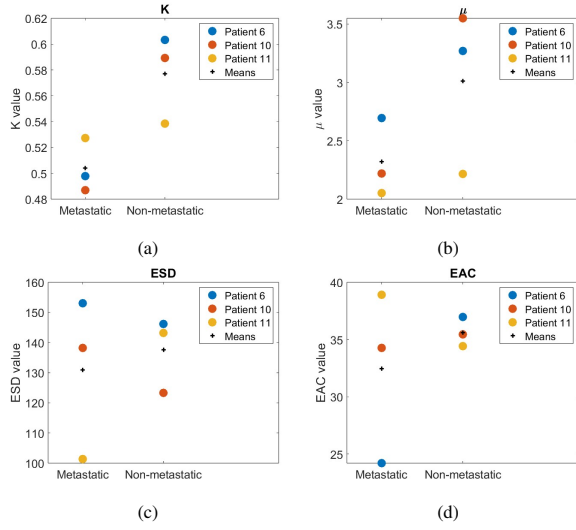 K
0.62
0.6
0.58
0.56
0.54
0.52
0.5
0.48
K value
Metastatic
Non-metastatic
Patient 6
Patient 10
Patient 11
Means
(a)
μ
3.5
3
2.5
2
μ value
Metastatic
Non-metastatic
Patient 6
Patient 10
Patient 11
Means
(b)
ESD
160
150
140
130
120
110
100
ESD value
Metastatic
Non-metastatic
Patient 6
Patient 10
Patient 11
Means
(c)
EAC
40
35
30
25
EAC value
Metastatic
Non-metastatic
Patient 6
Patient 10
Patient 11
Means
(d)